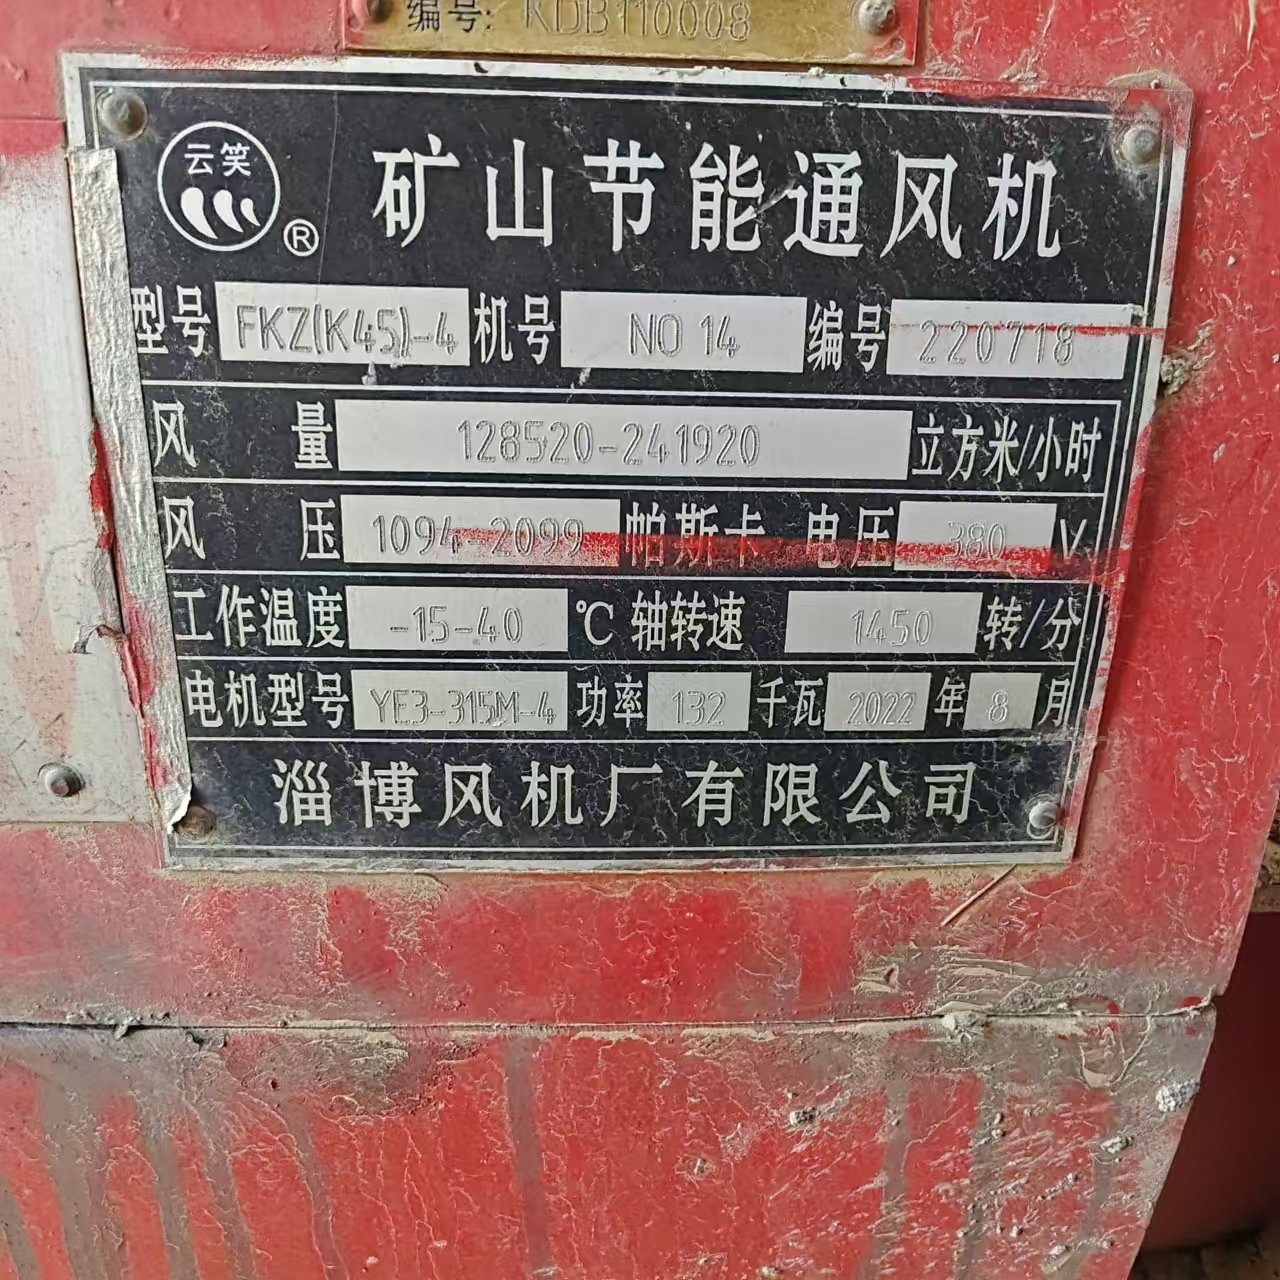 编号: KDB110008
云笑 ®
矿山节能通风机
型号 FKZ(K45)-4 机号 NO 14 编号 220718
风量 128520-241920 立方米/小时
风压 1094-2099 帕斯卡 电压 380 V
工作温度 -15-40 ℃ 轴转速 1450 转/分
电机型号 YE3-315M-4 功率 132 千瓦 2022 年 8 月
淄博风机厂有限公司